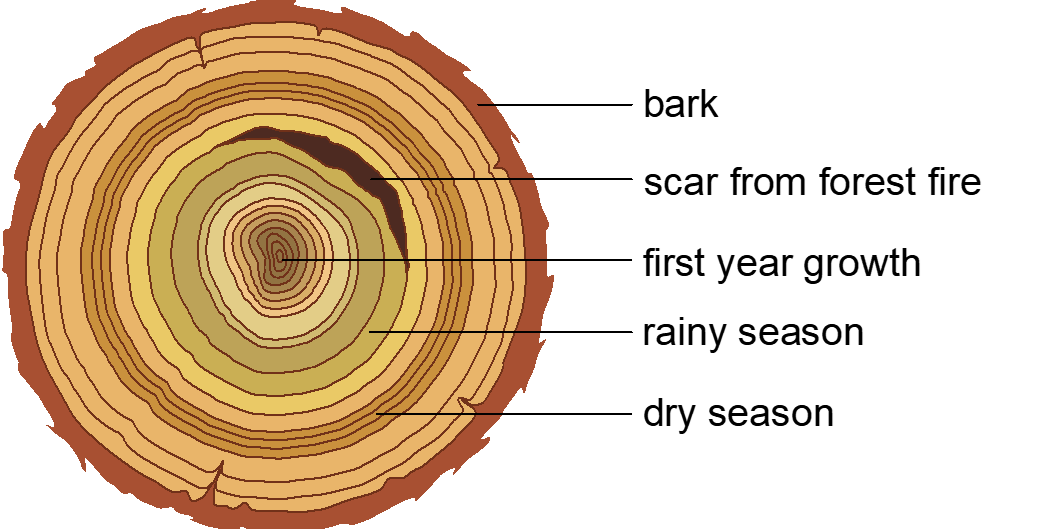 bark
scar from forest fire
first year growth
rainy season
dry season